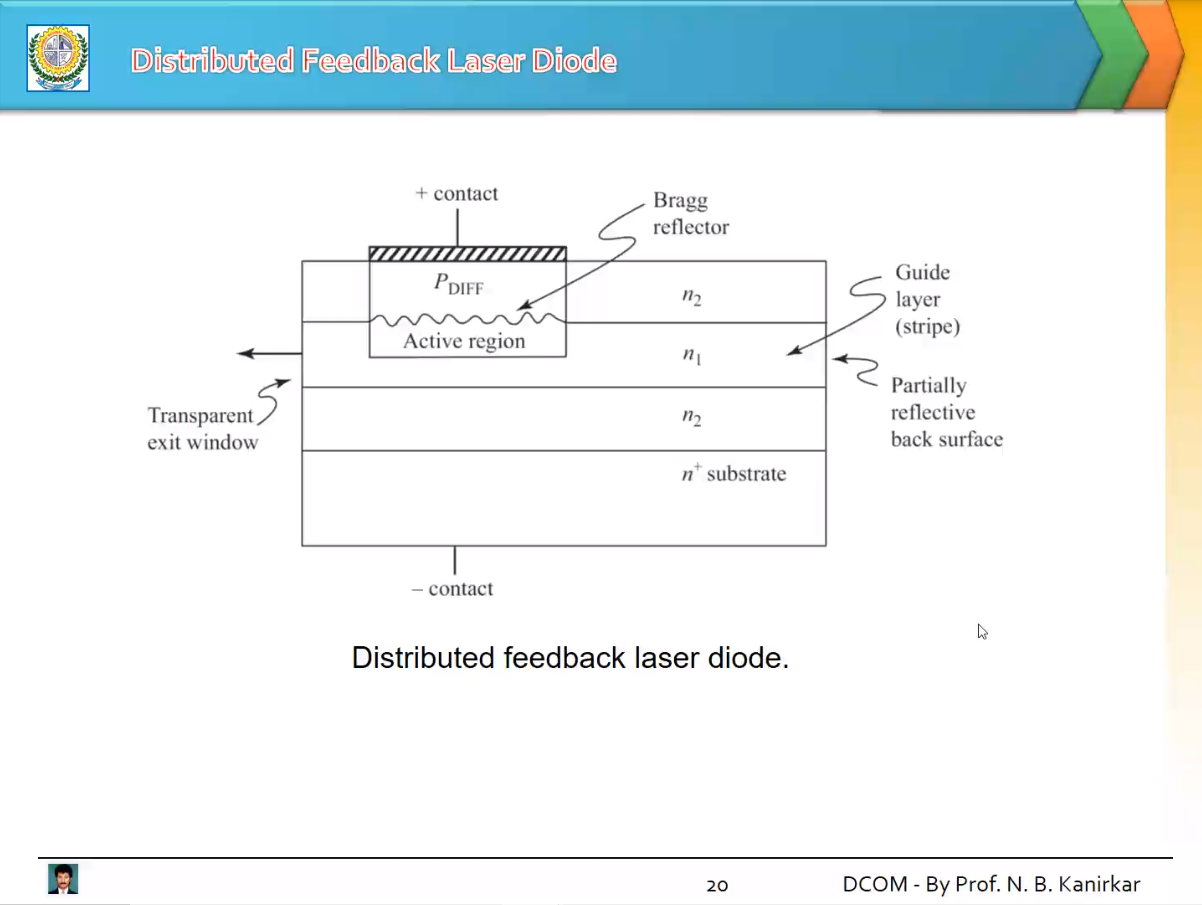 Distributed Feedback Laser Diode
+ contact
Bragg
reflector
P_DIFF
n₂
Guide
layer
(stripe)
Active region
n₁
Transparent
exit window
n₂
Partially
reflective
back surface
n⁺ substrate
– contact
Distributed feedback laser diode.
20
DCOM - By Prof. N. B. Kanirkar